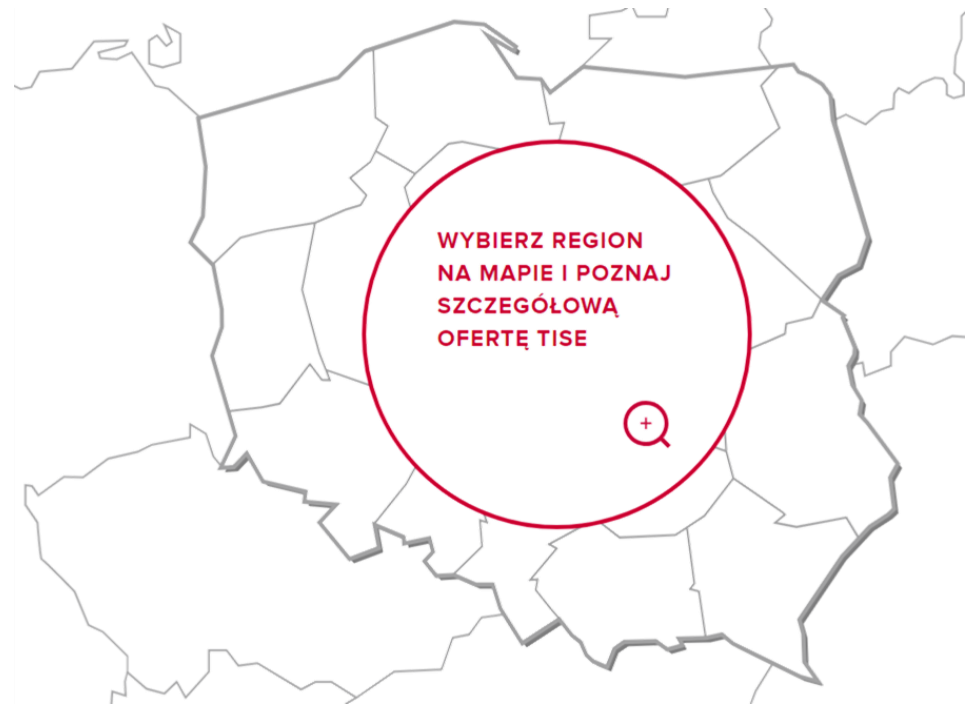 WYBIERZ REGION
NA MAPIE I POZNAJ
SZCZEGÓŁOWĄ
OFERTĘ TISE
+